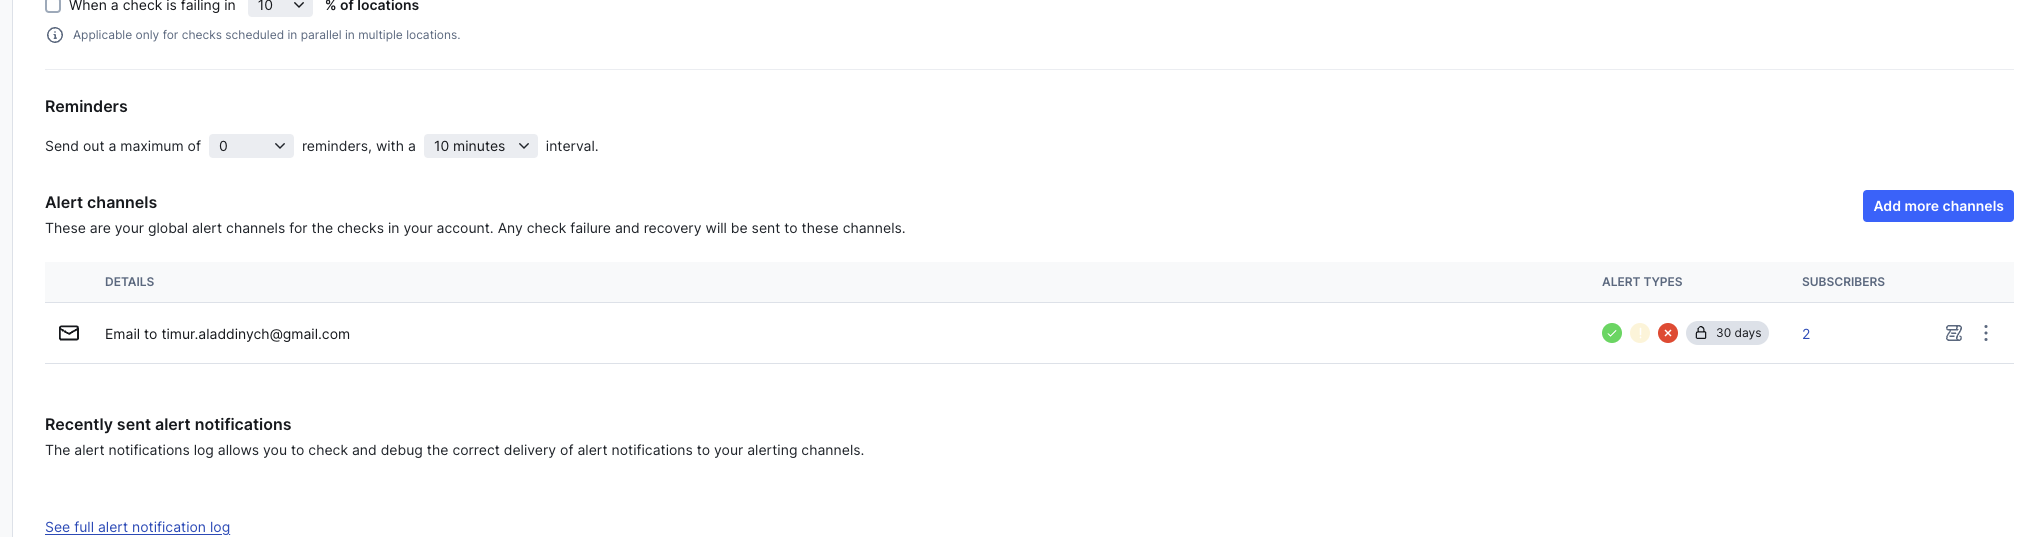 When a check is failing in 10 % of locations
Applicable only for checks scheduled in parallel in multiple locations.
Reminders
Send out a maximum of 0 reminders, with a 10 minutes interval.
Alert channels
Add more channels
These are your global alert channels for the checks in your account. Any check failure and recovery will be sent to these channels.
DETAILS ALERT TYPES SUBSCRIBERS
Email to timur.aladdinych@gmail.com 30 days 2
Recently sent alert notifications
The alert notifications log allows you to check and debug the correct delivery of alert notifications to your alerting channels.
See full alert notification log